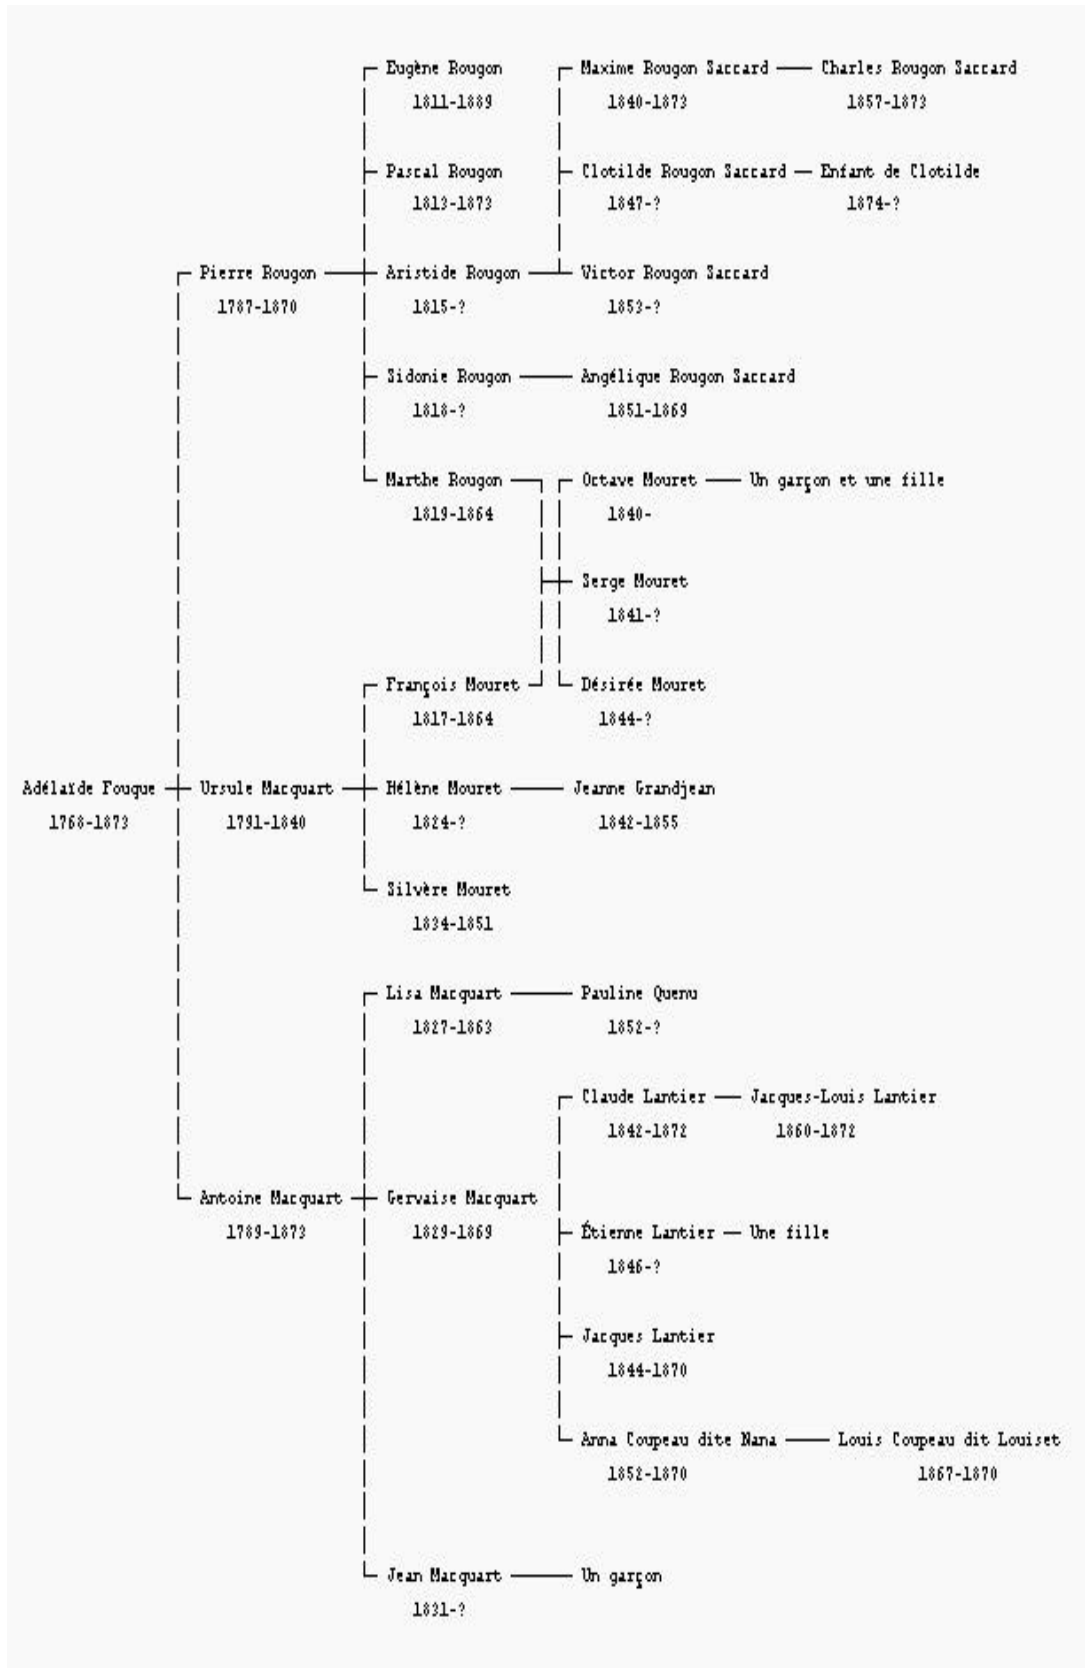 Eugène Rougon
Maxime Rougon Saccard
Charles Rougon Saccard
1811-1889
1840-1873
1857-1873
Pascal Rougon
Clotilde Rougon Saccard
Enfant de Clotilde
1813-1873
1847-?
1874-?
Pierre Rougon
Aristide Rougon
Victor Rougon Saccard
1787-1870
1815-?
1853-?
Sidonie Rougon
Angélique Rougon Saccard
1818-?
1851-1869
Marthe Rougon
Octave Mouret
Un garçon et une fille
1819-1864
1840-
Serge Mouret
1841-?
François Mouret
Désirée Mouret
1817-1864
1844-?
Adélaïde Fouque
Ursule Macquart
Hélène Mouret
Jeanne Grandjean
1768-1873
1791-1840
1824-?
1842-1855
Silvère Mouret
1834-1851
Lisa Macquart
Pauline Quenu
1827-1863
1852-?
Claude Lantier
Jacques-Louis Lantier
1842-1872
1860-1872
Antoine Macquart
Gervaise Macquart
1789-1873
1829-1869
Étienne Lantier
Une fille
1846-?
Jacques Lantier
1844-1870
Anna Coupeau dite Nana
Louis Coupeau dit Louiset
1852-1870
1867-1870
Jean Macquart
Un garçon
1831-?